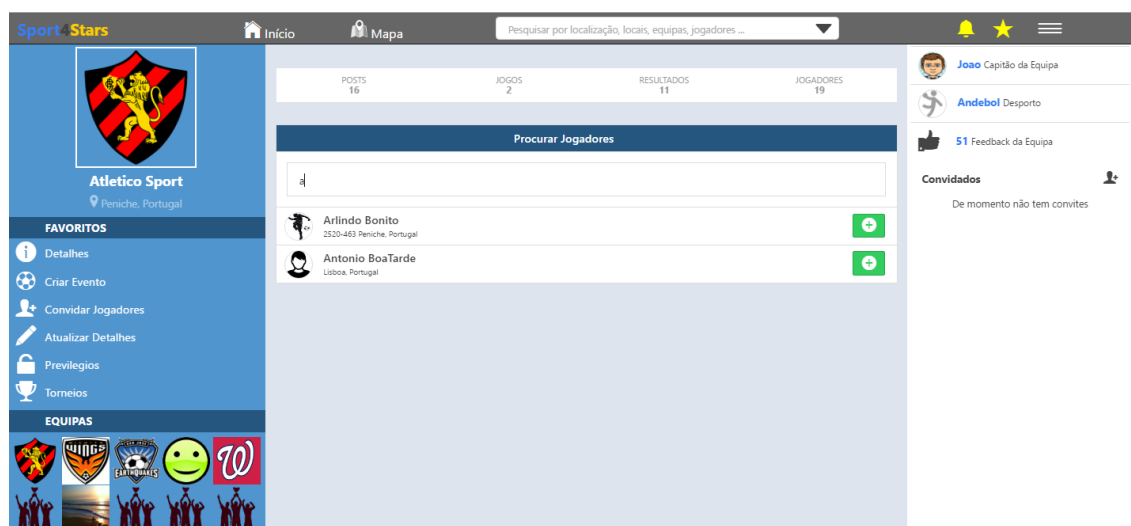 Sport4Stars Início Mapa Pesquisar por localização, locais, equipas, jogadores ...
Atletico Sport
Peniche, Portugal
FAVORITOS
Detalhes
Criar Evento
Convidar Jogadores
Atualizar Detalhes
Previlegios
Torneios
EQUIPAS
WINGS
EARTHQUAKES
W
POSTS JOGOS RESULTADOS JOGADORES
16 2 11 19
Procurar Jogadores
a
Arlindo Bonito
2520-463 Peniche, Portugal
Antonio BoaTarde
Lisboa, Portugal
Joao Capitão da Equipa
Andebol Desporto
51 Feedback da Equipa
Convidados
De momento não tem convites